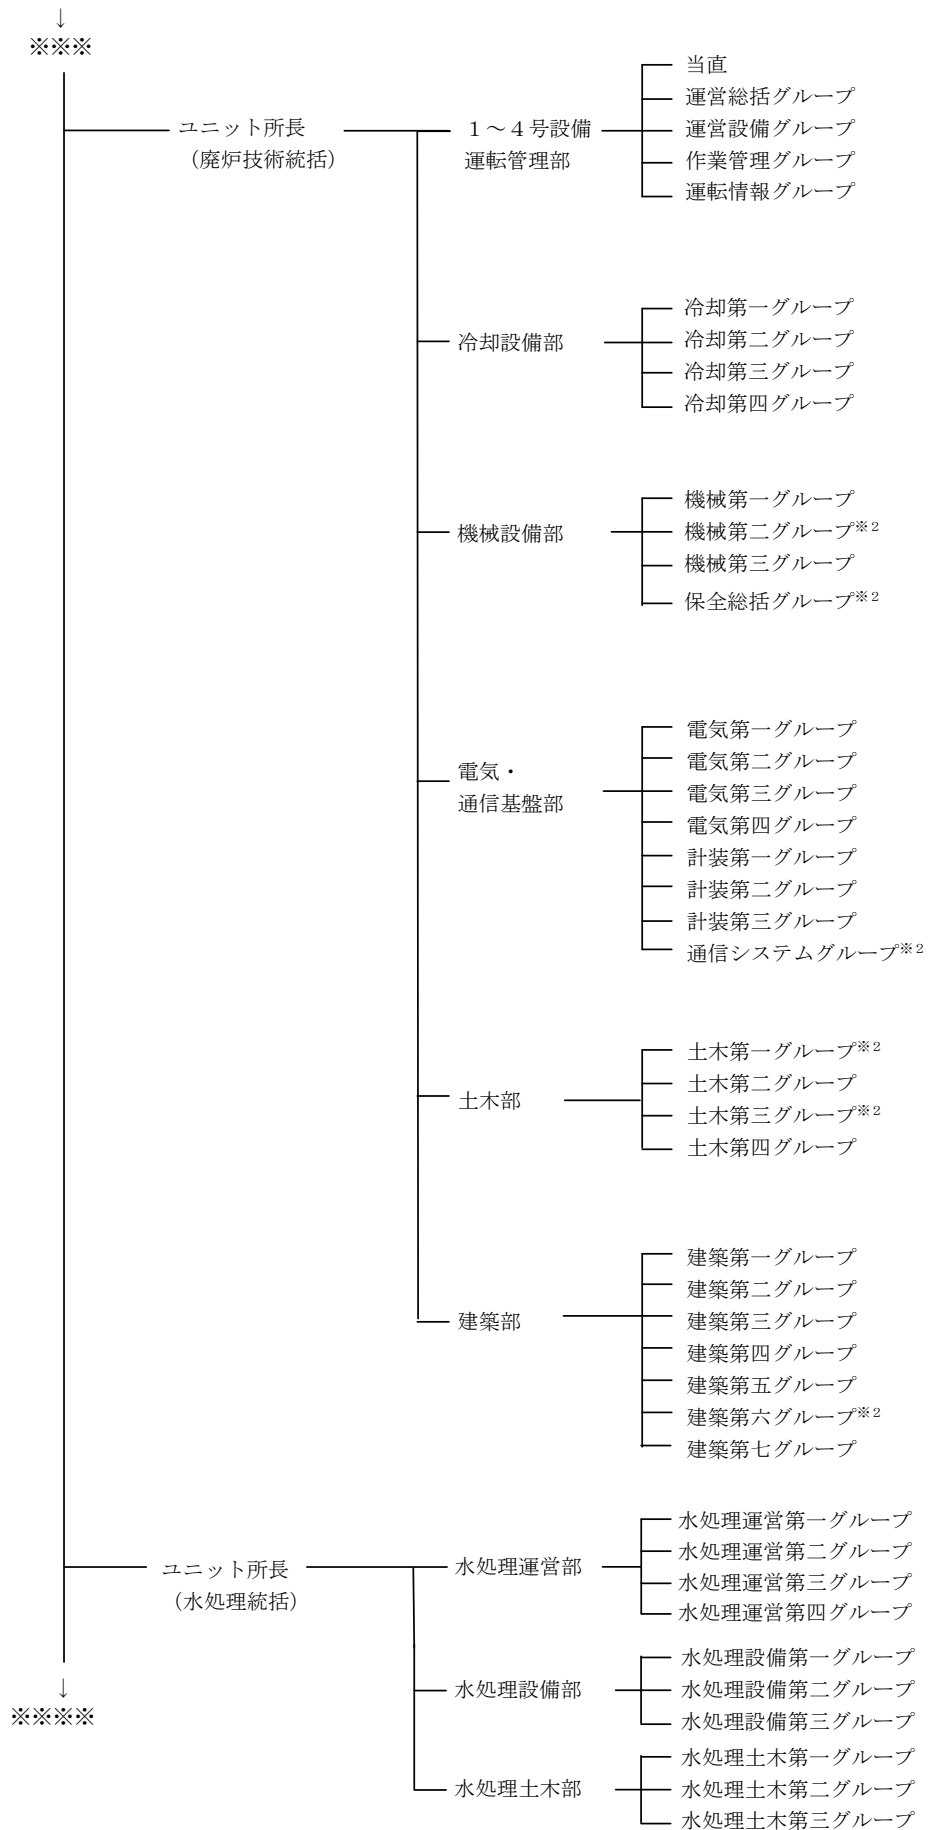 ↓
※※※
ユニット所長
（廃炉技術統括）
１～４号設備
運転管理部
当直
運営総括グループ
運営設備グループ
作業管理グループ
運転情報グループ
冷却設備部
冷却第一グループ
冷却第二グループ
冷却第三グループ
冷却第四グループ
機械設備部
機械第一グループ
機械第二グループ※２
機械第三グループ
保全総括グループ※２
電気・
通信基盤部
電気第一グループ
電気第二グループ
電気第三グループ
電気第四グループ
計装第一グループ
計装第二グループ
計装第三グループ
通信システムグループ※２
土木部
土木第一グループ※２
土木第二グループ
土木第三グループ※２
土木第四グループ
建築部
建築第一グループ
建築第二グループ
建築第三グループ
建築第四グループ
建築第五グループ
建築第六グループ※２
建築第七グループ
ユニット所長
（水処理統括）
水処理運営部
水処理運営第一グループ
水処理運営第二グループ
水処理運営第三グループ
水処理運営第四グループ
水処理設備部
水処理設備第一グループ
水処理設備第二グループ
水処理設備第三グループ
水処理土木部
水処理土木第一グループ
水処理土木第二グループ
水処理土木第三グループ
↓
※※※※